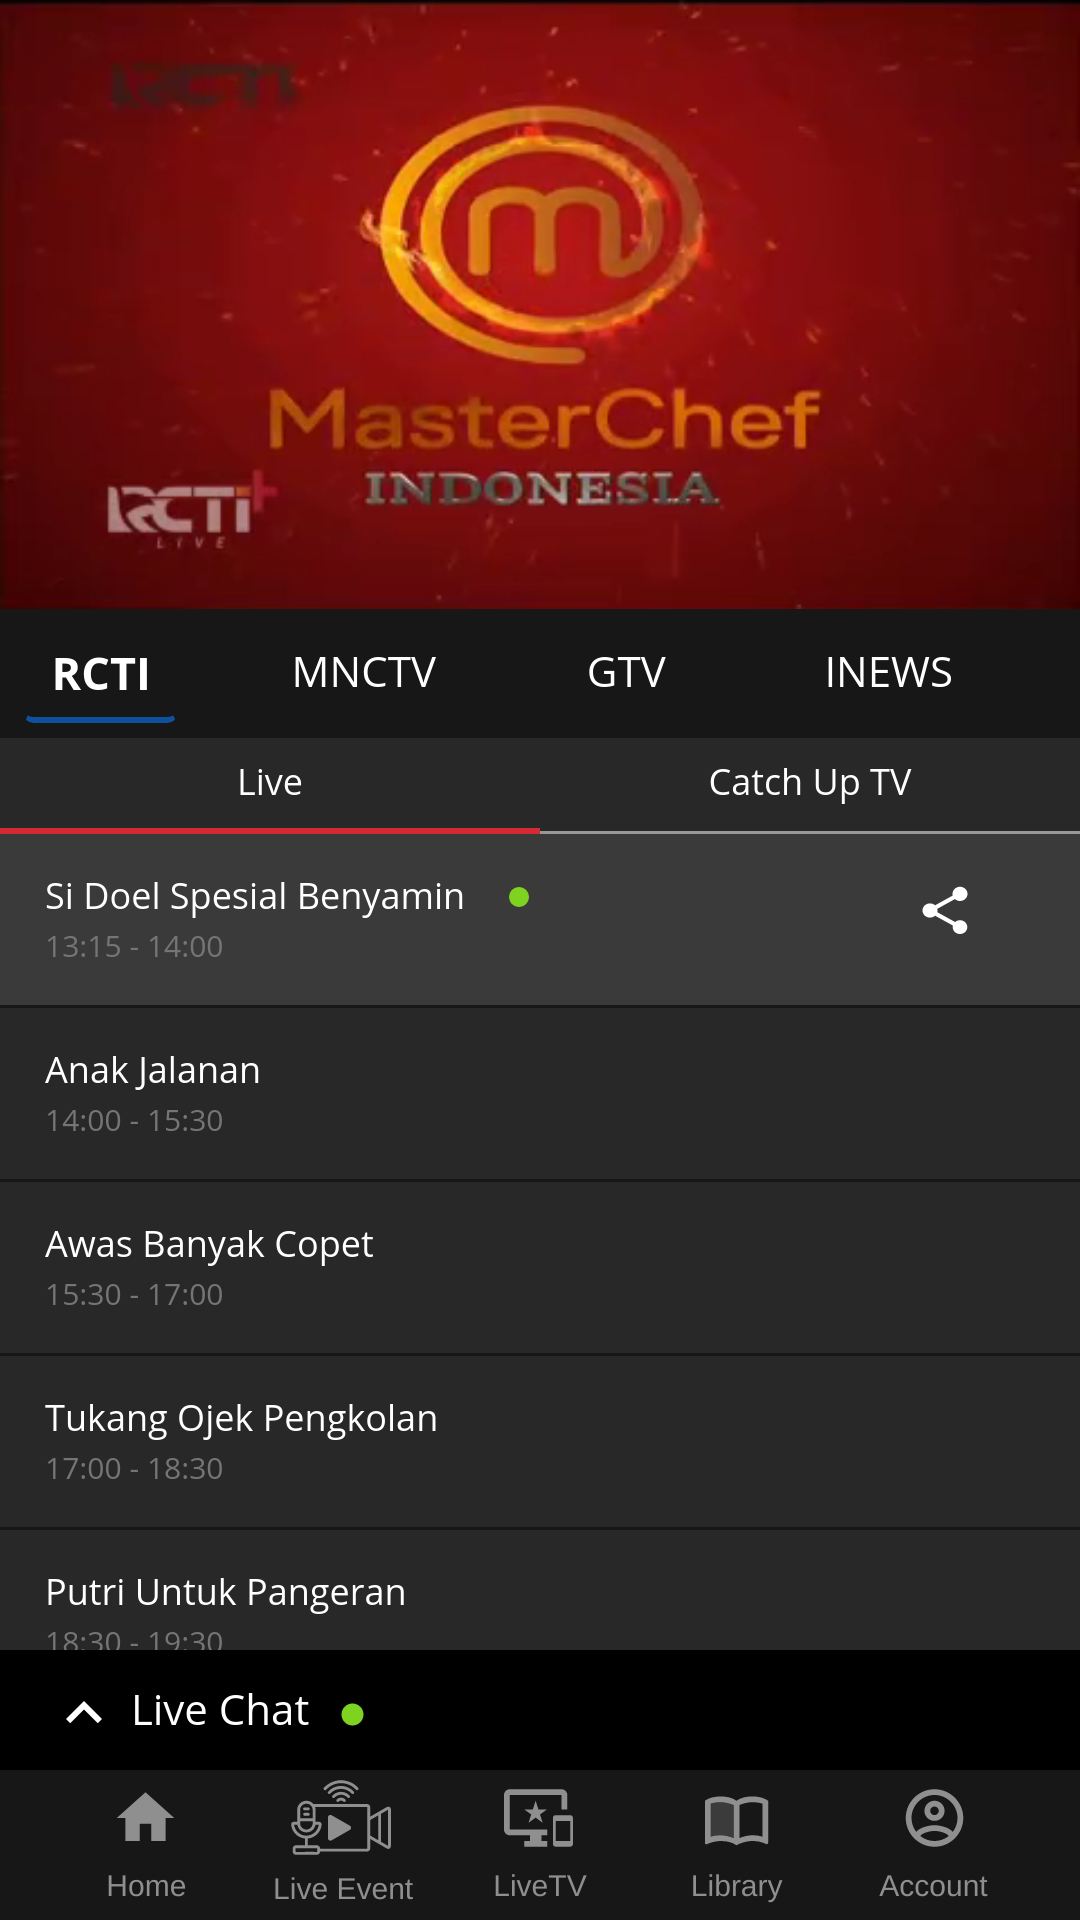 RCTI
m
MasterChef
INDONESIA
RCTI+
LIVE
RCTI MNCTV GTV INEWS
Live Catch Up TV
Si Doel Spesial Benyamin
13:15 - 14:00
Anak Jalanan
14:00 - 15:30
Awas Banyak Copet
15:30 - 17:00
Tukang Ojek Pengkolan
17:00 - 18:30
Putri Untuk Pangeran
18:30 - 19:30
Live Chat
Home Live Event LiveTV Library Account